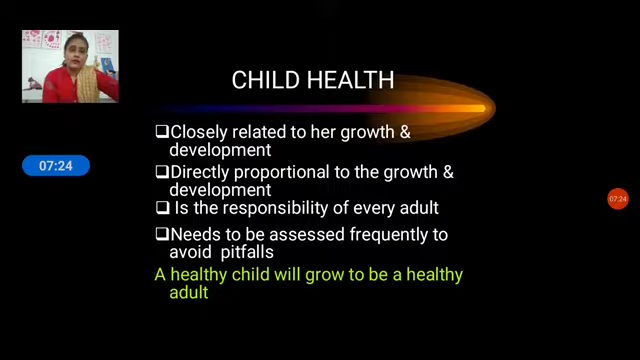 CHILD HEALTH
❑Closely related to her growth &
development
07:24
❑Directly proportional to the growth &
development
07:24
❑ Is the responsibility of every adult
❑Needs to be assessed frequently to
avoid pitfalls
A healthy child will grow to be a healthy
adult